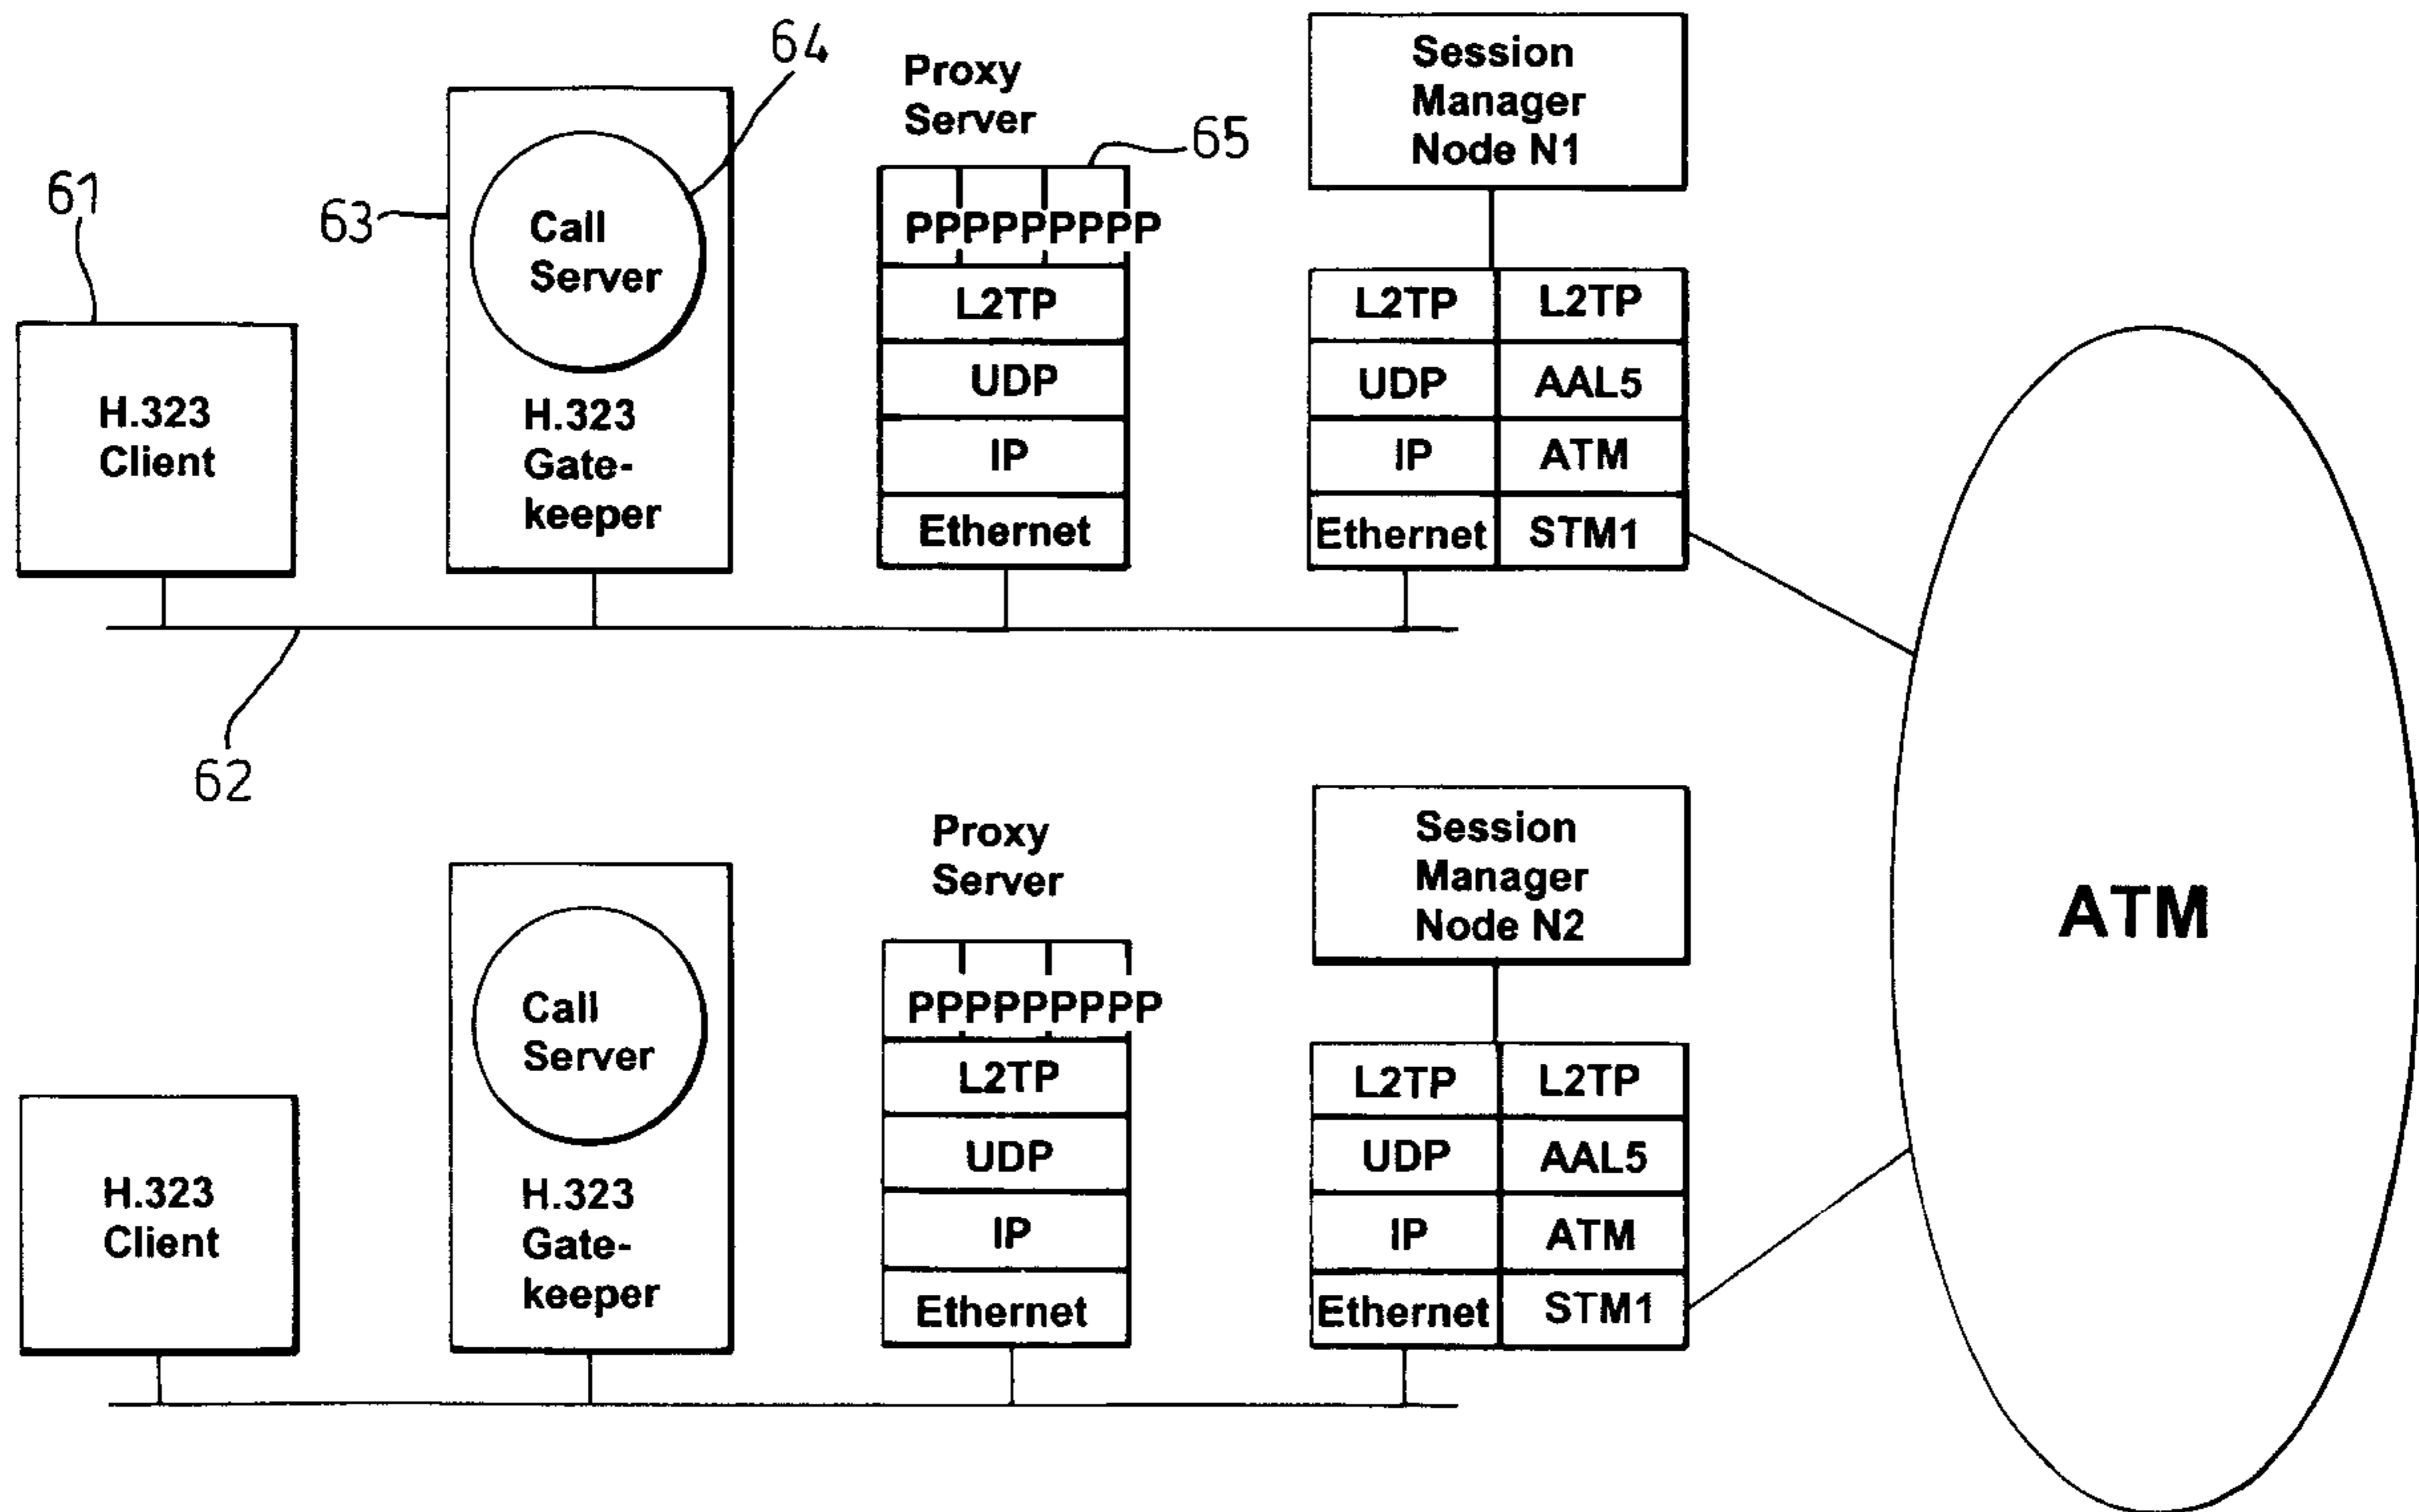 64
Proxy
Server
65
Session
Manager
Node N1
61
63
Call
Server
H.323
Gate-
keeper
PPPPPPPPP
L2TP
UDP
IP
Ethernet
L2TP
L2TP
UDP
AAL5
IP
ATM
Ethernet
STM1
H.323
Client
62
ATM
Proxy
Server
Session
Manager
Node N2
Call
Server
H.323
Gate-
keeper
PPPPPPPPP
L2TP
UDP
IP
Ethernet
L2TP
L2TP
UDP
AAL5
IP
ATM
Ethernet
STM1
H.323
Client